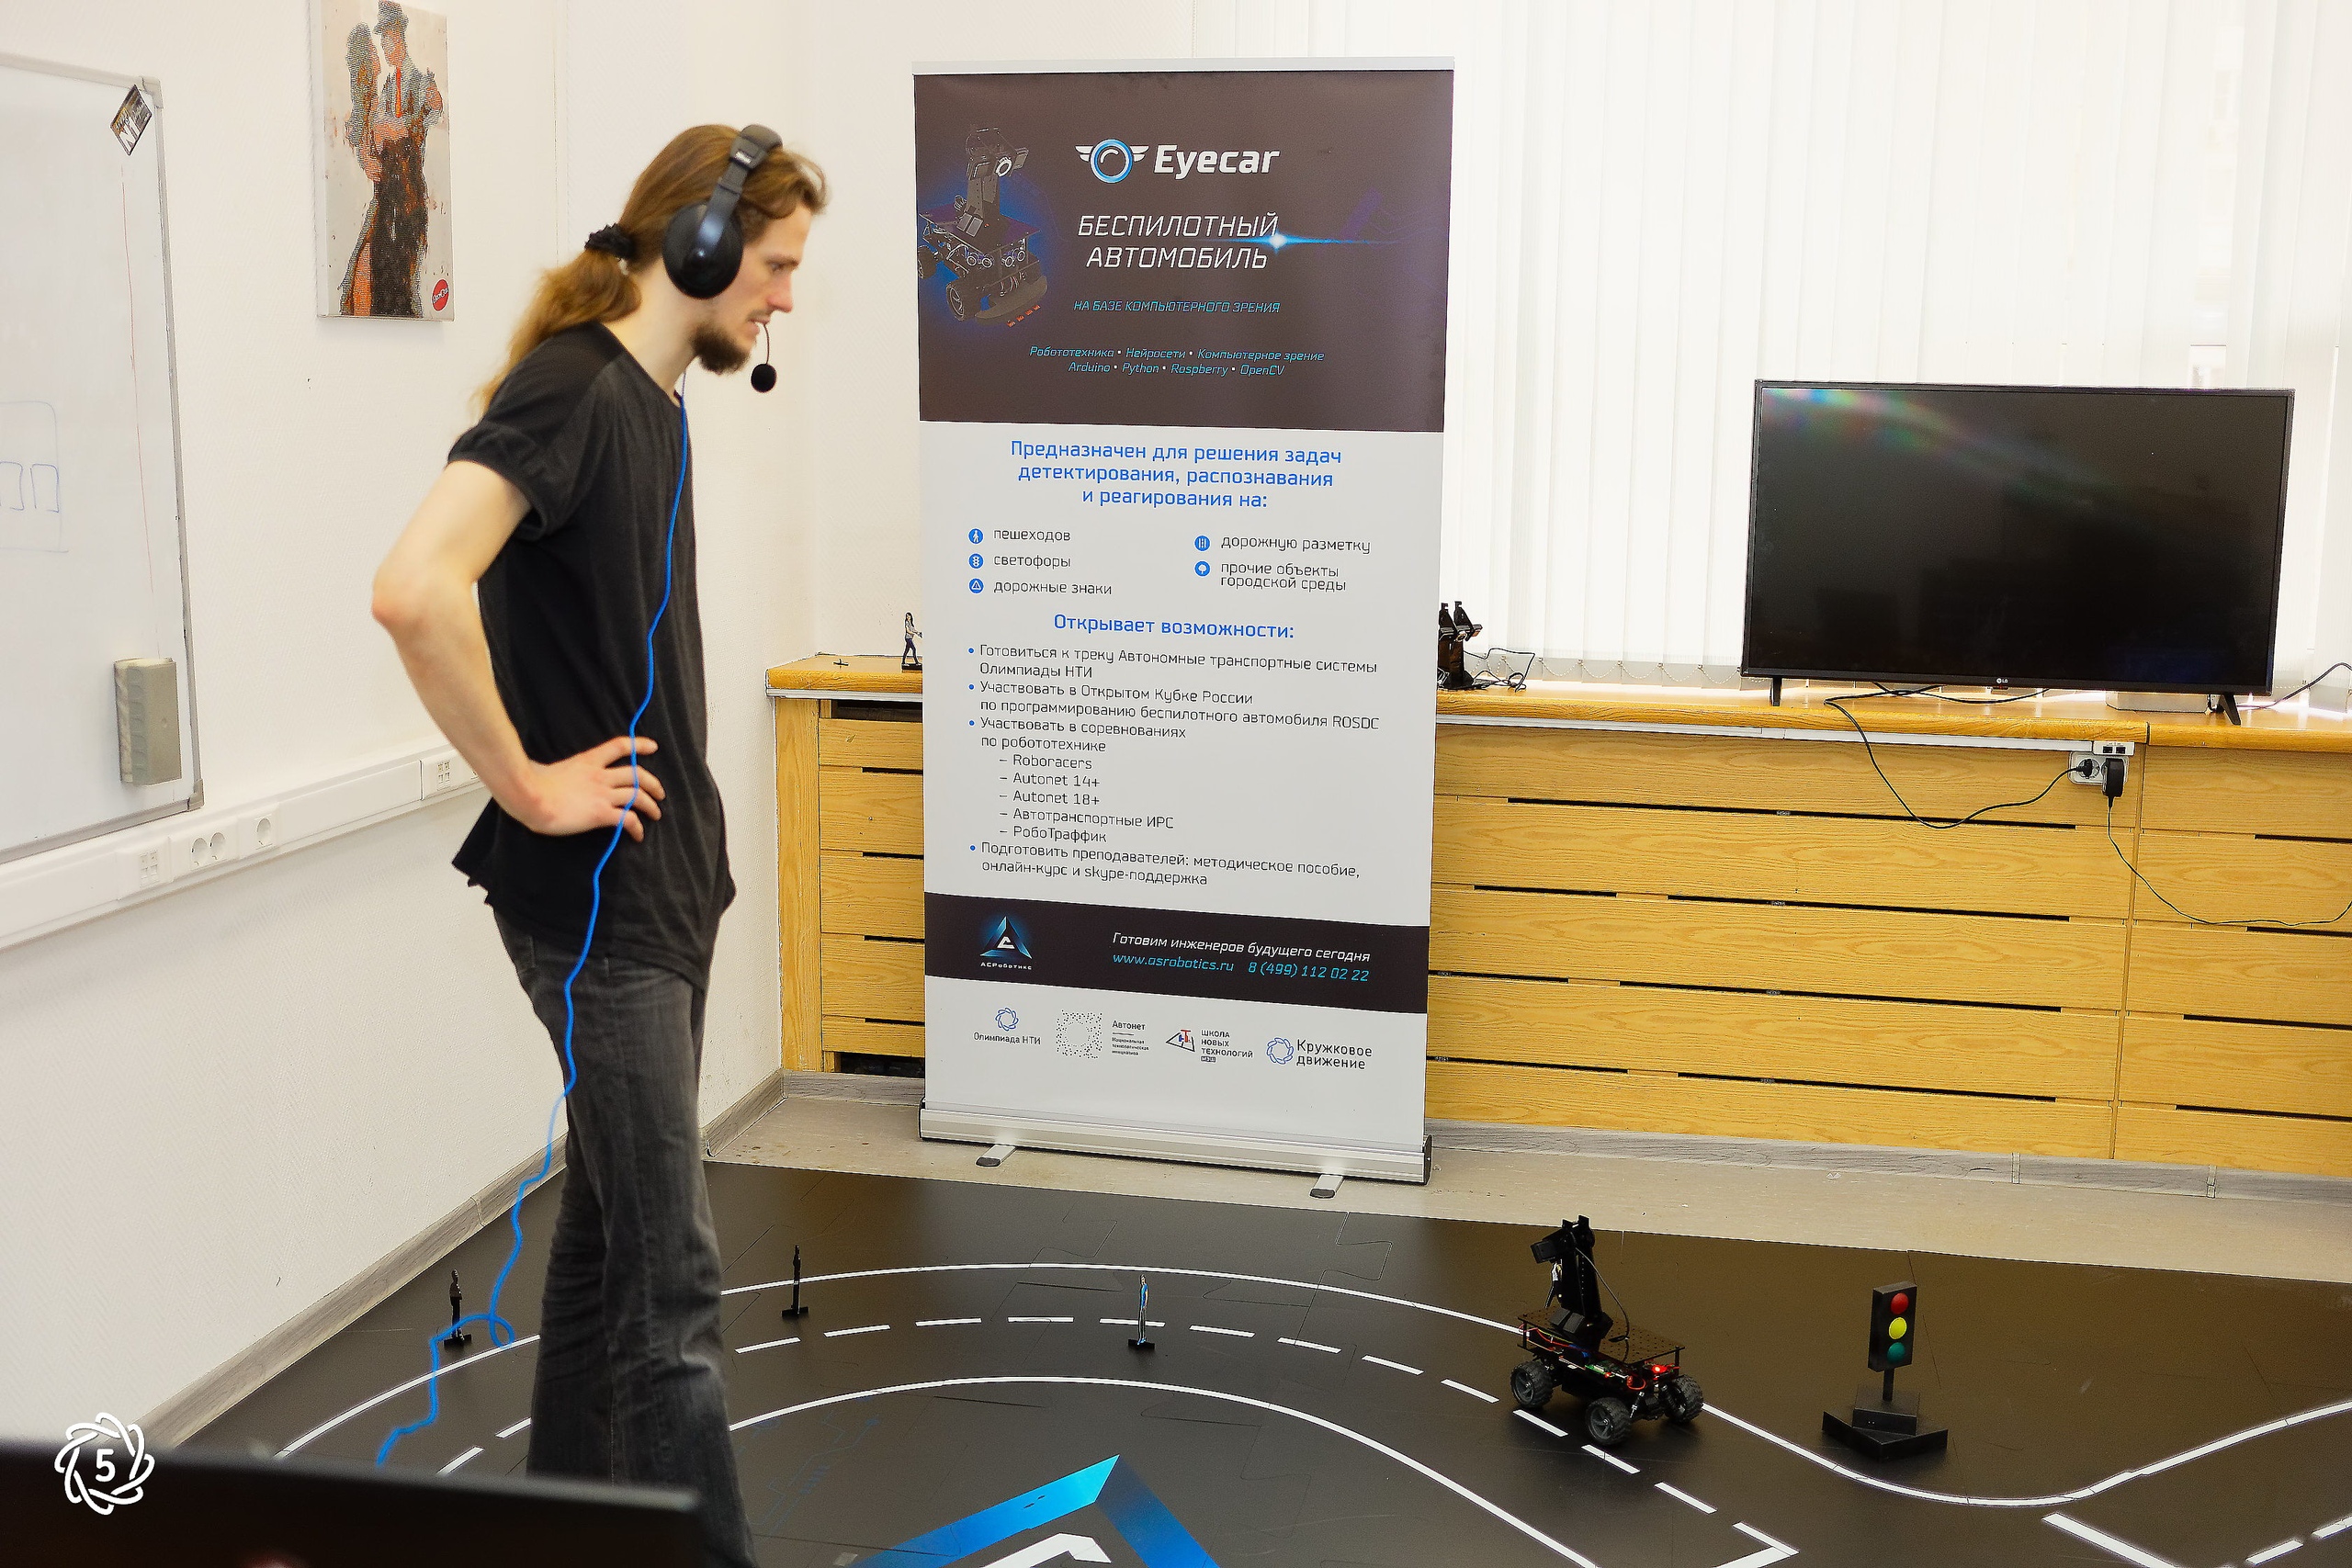 Eyecar
БЕСПИЛОТНЫЙ
АВТОМОБИЛЬ
НА БАЗЕ КОМПЬЮТЕРНОГО ЗРЕНИЯ
Робототехника • Нейросети • Компьютерное зрение
Arduino • Python • Raspberry • OpenCV
Предназначен для решения задач
детектирования, распознавания
и реагирования на:
пешеходов
светофоры
дорожные знаки
дорожную разметку
прочие объекты
городской среды
Открывает возможности:
• Готовиться к треку Автономные транспортные системы
Олимпиады НТИ
• Участвовать в Открытом Кубке России
по программированию беспилотного автомобиля ROSDC
• Участвовать в соревнованиях
по робототехнике
– Roboracers
– Autonet 14+
– Autonet 18+
– Автотранспортные ИРС
– РобоТраффик
• Подготовить преподавателей: методическое пособие,
онлайн-курс и skype-поддержка
Готовим инженеров будущего сегодня
www.asrobotics.ru 8 (499) 112 02 22
Олимпиада НТИ
Автонет
ШКОЛА
НОВЫХ
ТЕХНОЛОГИЙ
Кружковое
движение
LG
5